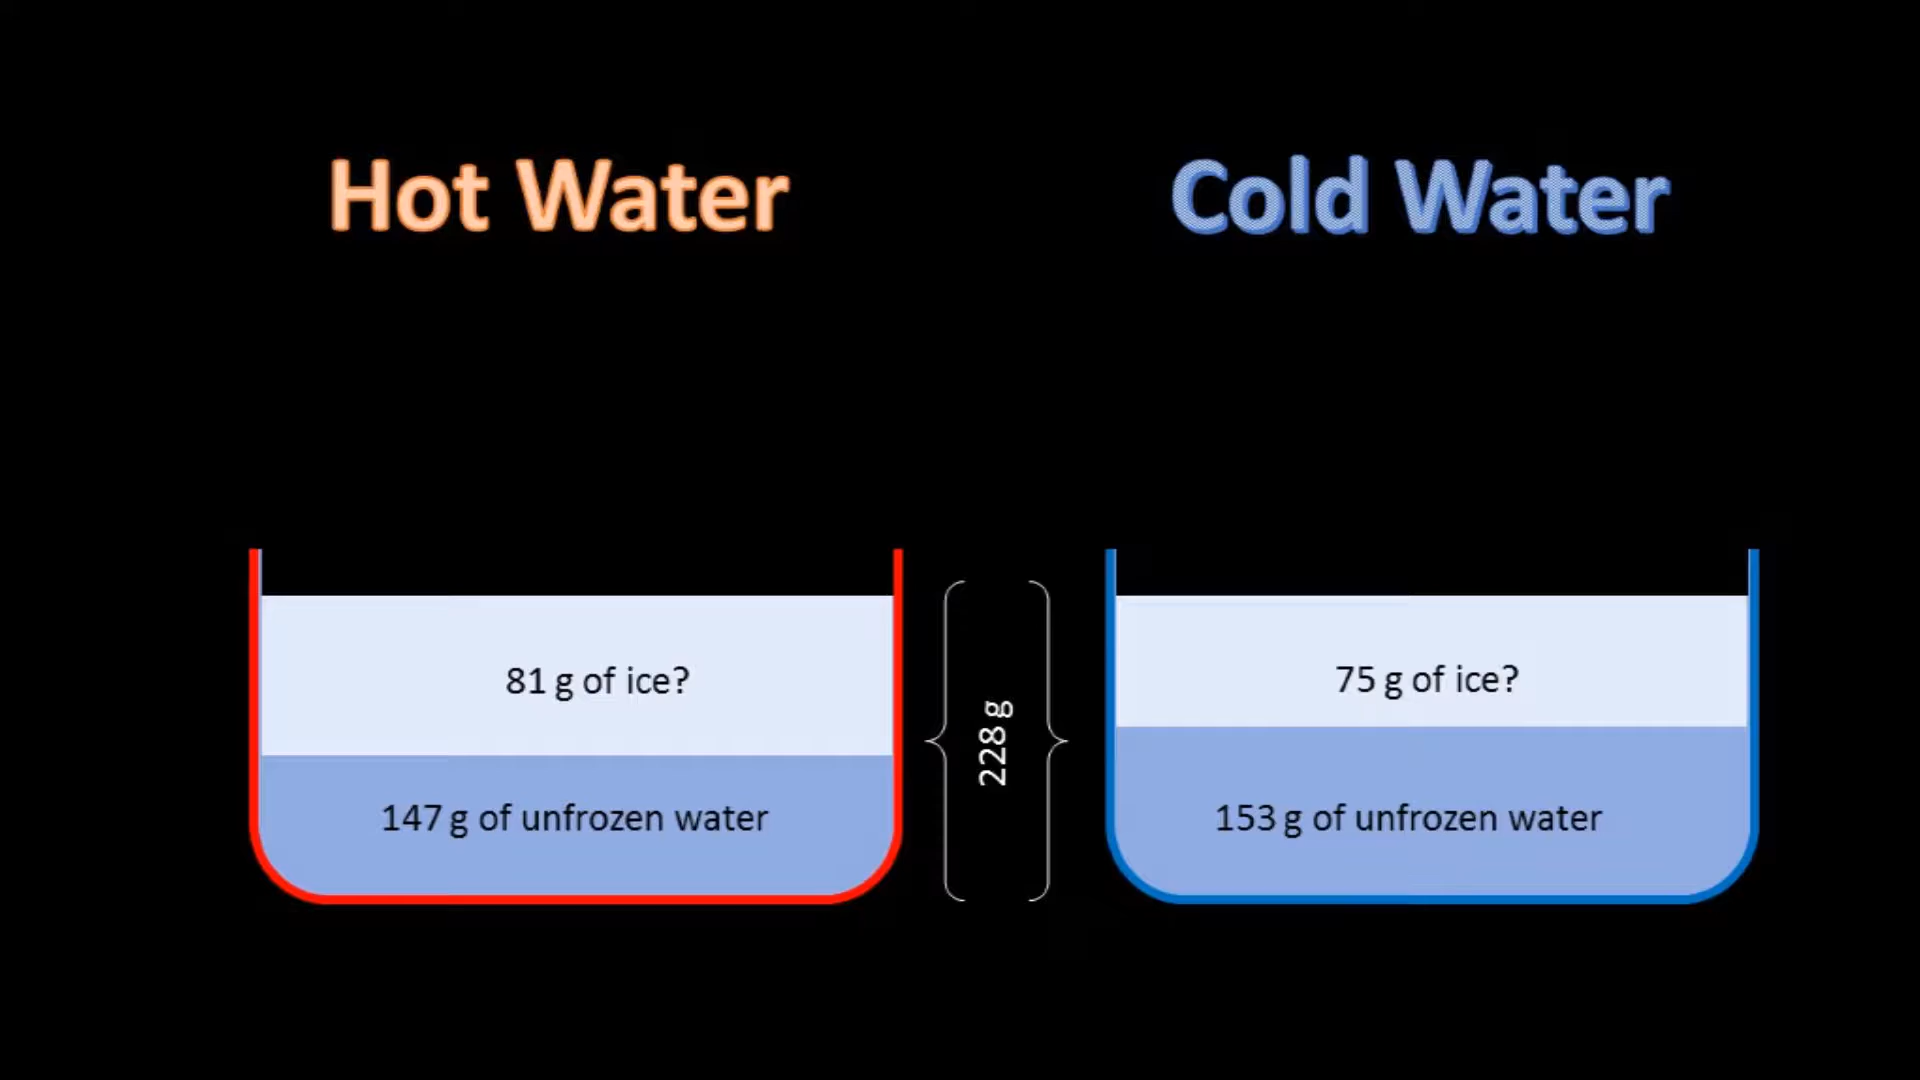 Hot Water
Cold Water
81 g of ice?
75 g of ice?
228 g
147 g of unfrozen water
153 g of unfrozen water